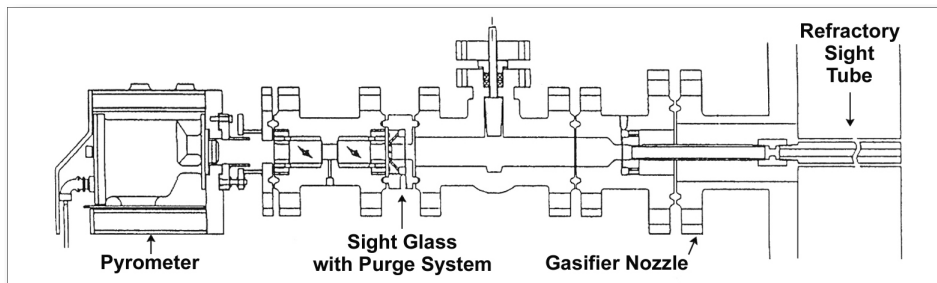 Refractory
Sight
Tube
Pyrometer
Sight Glass
with Purge System
Gasifier Nozzle